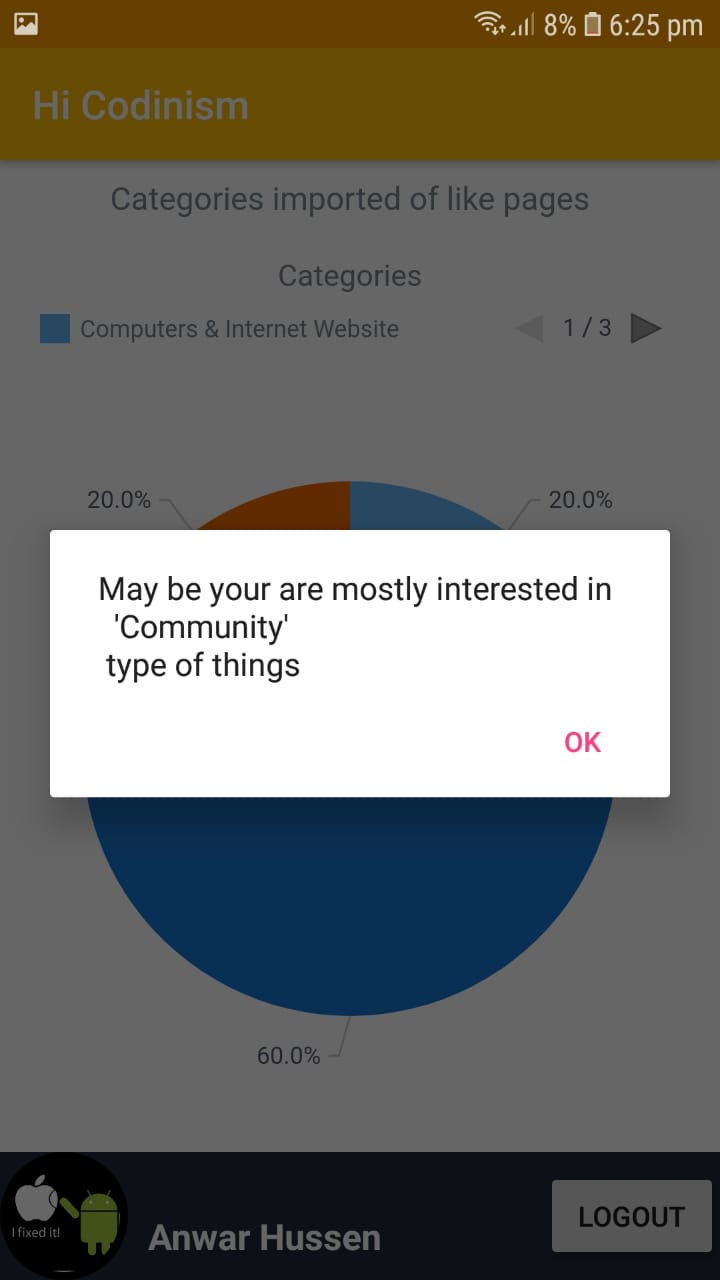 8% 6:25 pm
Hi Codinism
Categories imported of like pages
Categories
Computers & Internet Website 1 / 3
20.0% 20.0%
May be your are mostly interested in
'Community'
type of things
OK
60.0%
I fixed it!
Anwar Hussen
LOGOUT